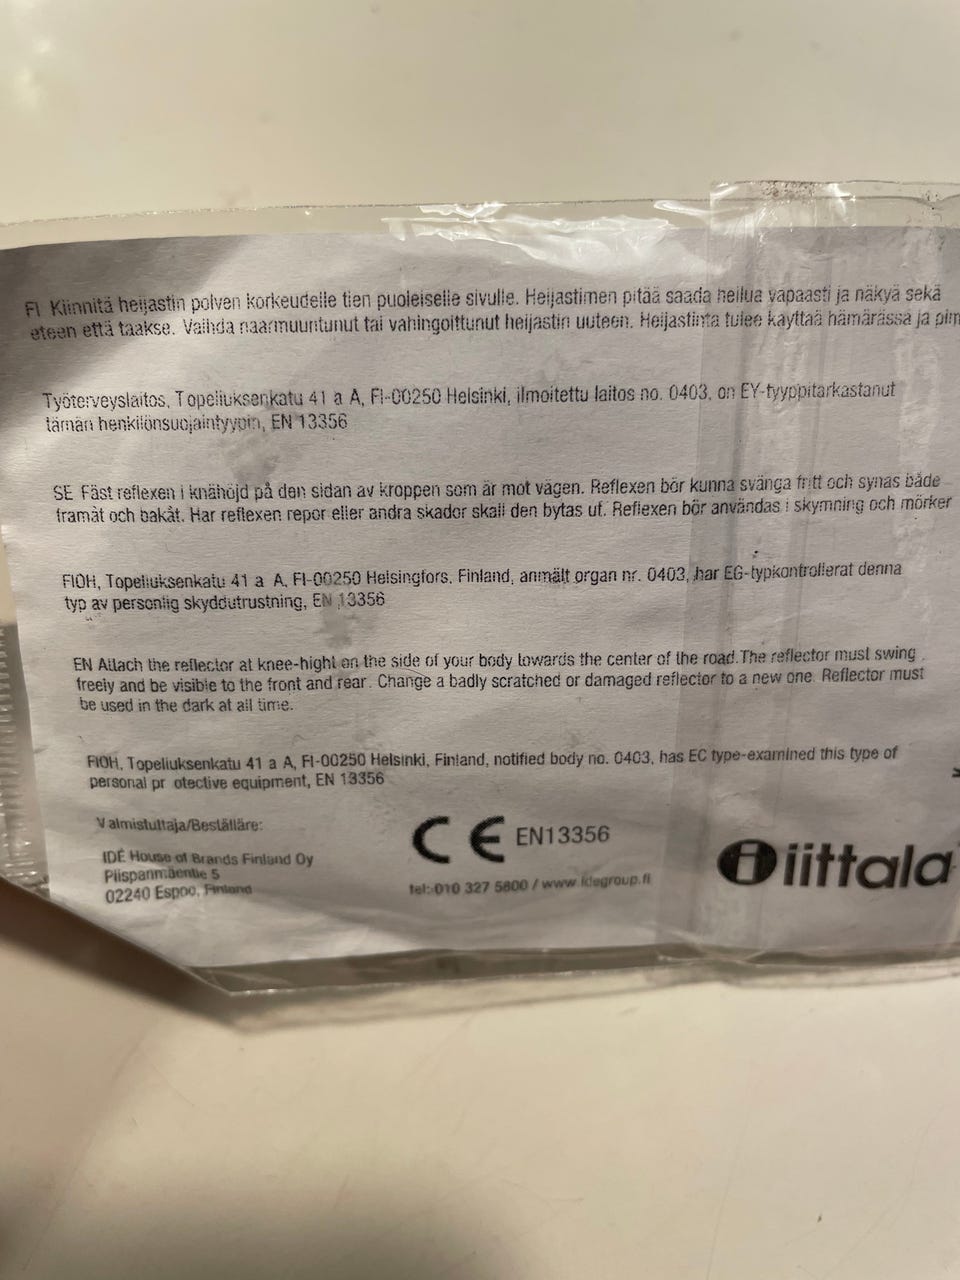 FI Kiinnitä heijastin polven korkeudelle tien puoleiselle sivulle. Heijastimen pitää saada heilua vapaasti ja näkyä sekä
eteen että taakse. Vaihda naarmuuntunut tai vahingoittunut heijastin uuteen. Heijastinta tulee käyttää hämärässä ja pim
Työterveyslaitos, Topeliuksenkatu 41 a A, FI-00250 Helsinki, ilmoitettu laitos no. 0403, on EY-tyyppitarkastanut
tämän henkilönsuojaintyypin, EN 13356
SE Fäst reflexen i knähöjd på den sidan av kroppen som är mot vägen. Reflexen bör kunna svänga fritt och synas både
framåt och bakåt. Har reflexen repor eller andra skador skall den bytas ut. Reflexen bör användas i skymning och mörker
FIOH, Topeliuksenkatu 41 a A, FI-00250 Helsingfors, Finland, anmält organ nr. 0403, har EG-typkontrollerat denna
typ av personlig skyddutrustning, EN 13356
EN Attach the reflector at knee-hight on the side of your body towards the center of the road.The reflector must swing
freely and be visible to the front and rear. Change a badly scratched or damaged reflector to a new one. Reflector must
be used in the dark at all time.
FIOH, Topeliuksenkatu 41 a A, FI-00250 Helsinki, Finland, notified body no. 0403, has EC type-examined this type of
personal pr otective equipment, EN 13356
Valmistuttaja/Beställare:
IDÉ House of Brands Finland Oy
Piispanmäentie 5
02240 Espoo, Finland
CE EN13356
tel: 010 327 5800 / www.idegroup.fi
i iittala